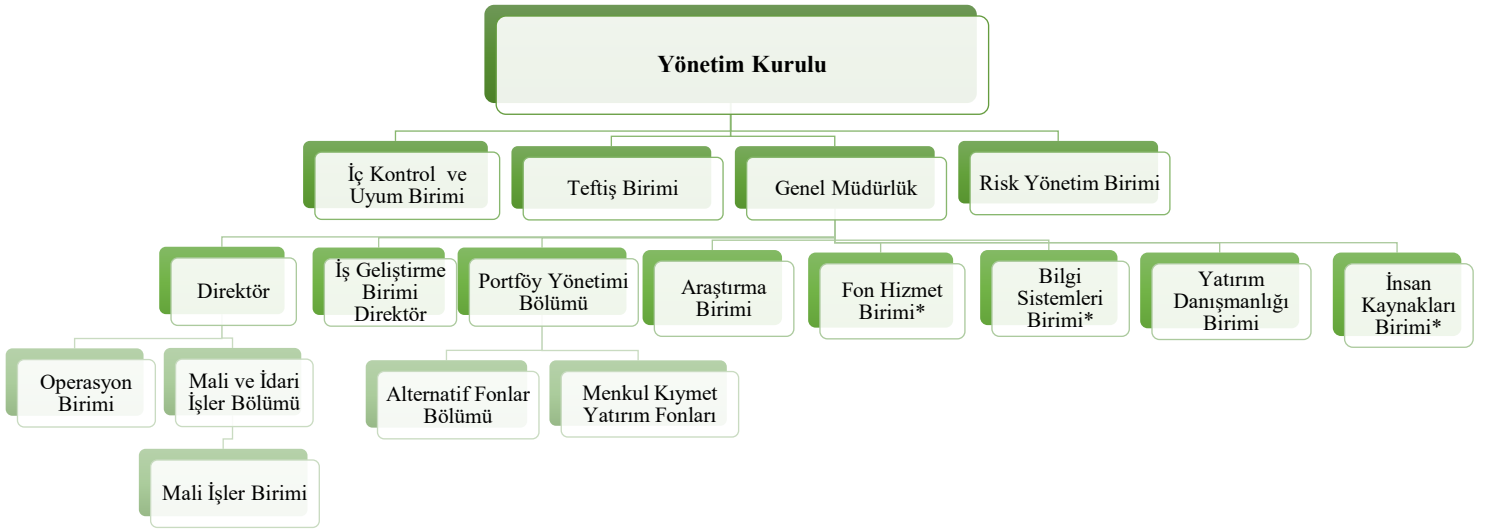 Yönetim Kurulu
İç Kontrol ve
Uyum Birimi
Teftiş Birimi
Genel Müdürlük
Risk Yönetim Birimi
Direktör
İş Geliştirme
Birimi
Direktör
Portföy Yönetimi
Bölümü
Araştırma
Birimi
Fon Hizmet
Birimi*
Bilgi
Sistemleri
Birimi*
Yatırım
Danışmanlığı
Birimi
İnsan
Kaynakları
Birimi*
Operasyon
Birimi
Mali ve İdari
İşler Bölümü
Alternatif Fonlar
Bölümü
Menkul Kıymet
Yatırım Fonları
Mali İşler Birimi